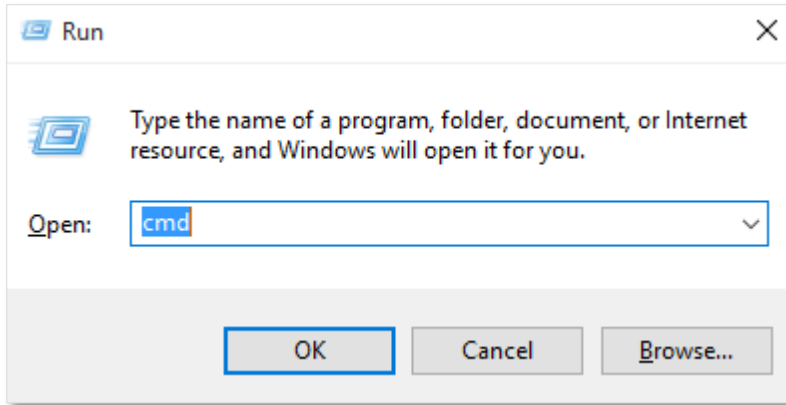 Run
Type the name of a program, folder, document, or Internet
resource, and Windows will open it for you.
Open: cmd
OK Cancel Browse...